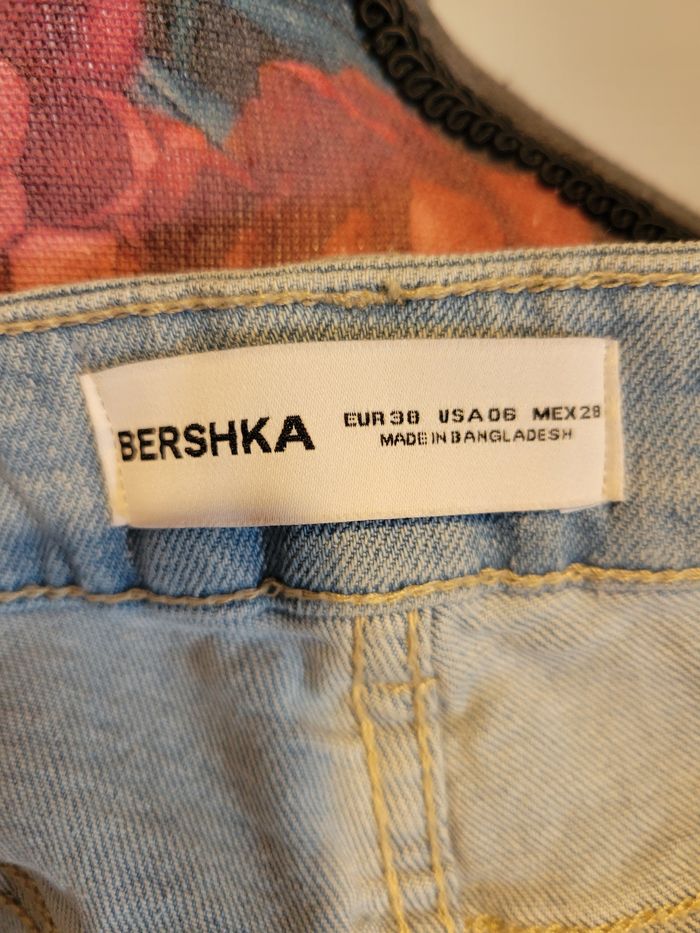 BERSHKA
EUR 38 USA 06 MEX 28
MADE IN BANGLADESH